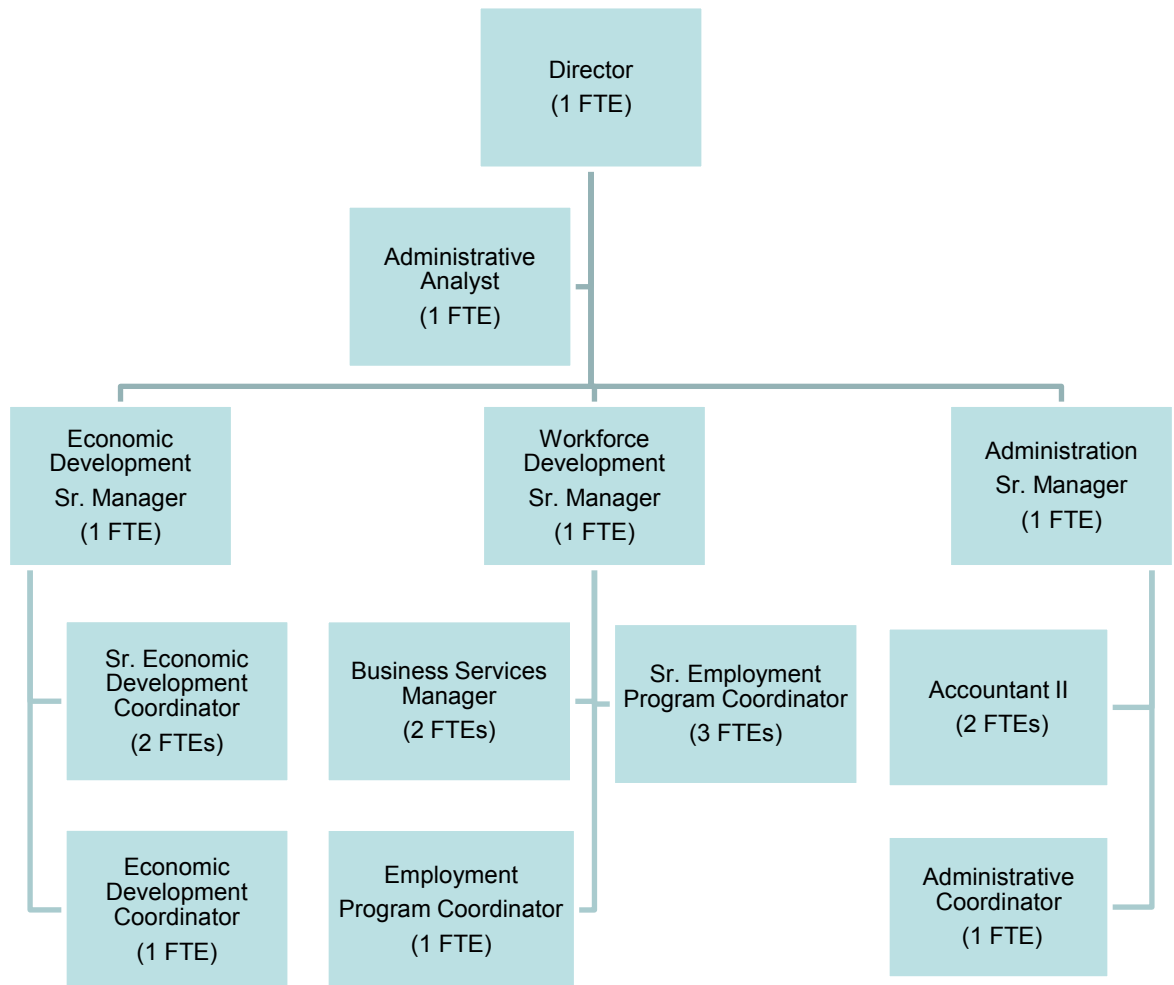 Director
(1 FTE)
Administrative
Analyst
(1 FTE)
Economic
Development
Sr. Manager
(1 FTE)
Workforce
Development
Sr. Manager
(1 FTE)
Administration
Sr. Manager
(1 FTE)
Sr. Economic
Development
Coordinator
(2 FTEs)
Business Services
Manager
(2 FTEs)
Sr. Employment
Program Coordinator
(3 FTEs)
Accountant II
(2 FTEs)
Economic
Development
Coordinator
(1 FTE)
Employment
Program Coordinator
(1 FTE)
Administrative
Coordinator
(1 FTE)